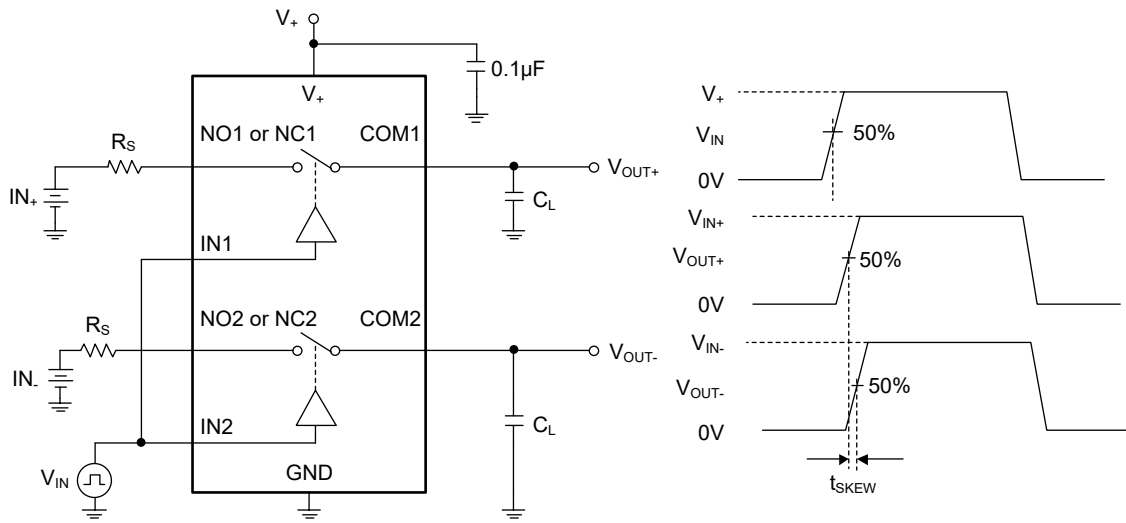 V+
0.1µF
V+
NO1 or NC1 COM1
RS
IN+
VOUT+
CL
IN1
NO2 or NC2 COM2
RS
IN-
VOUT-
CL
IN2
VIN
GND
V+
VIN 50%
0V
VIN+
VOUT+ 50%
0V
VIN-
VOUT- 50%
0V
tSKEW